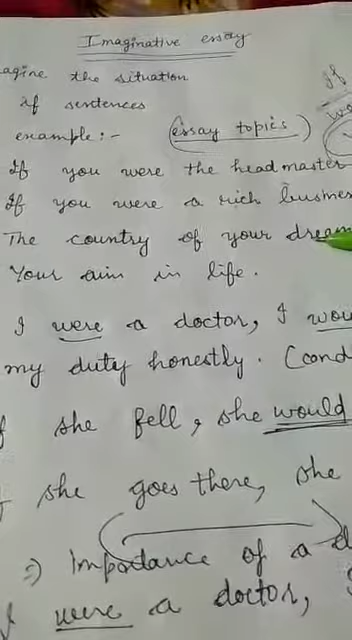 Imaginative essay
agine the situation
if sentences
example:- (essay topics)
If
If you were the headmaster
If you were a rich busines
The country of your dream
Your aim in life.
I were a doctor, I wou
my duty honestly. (cond
she fell, she would
she goes there, she
=) Importance of a d
were a doctor,